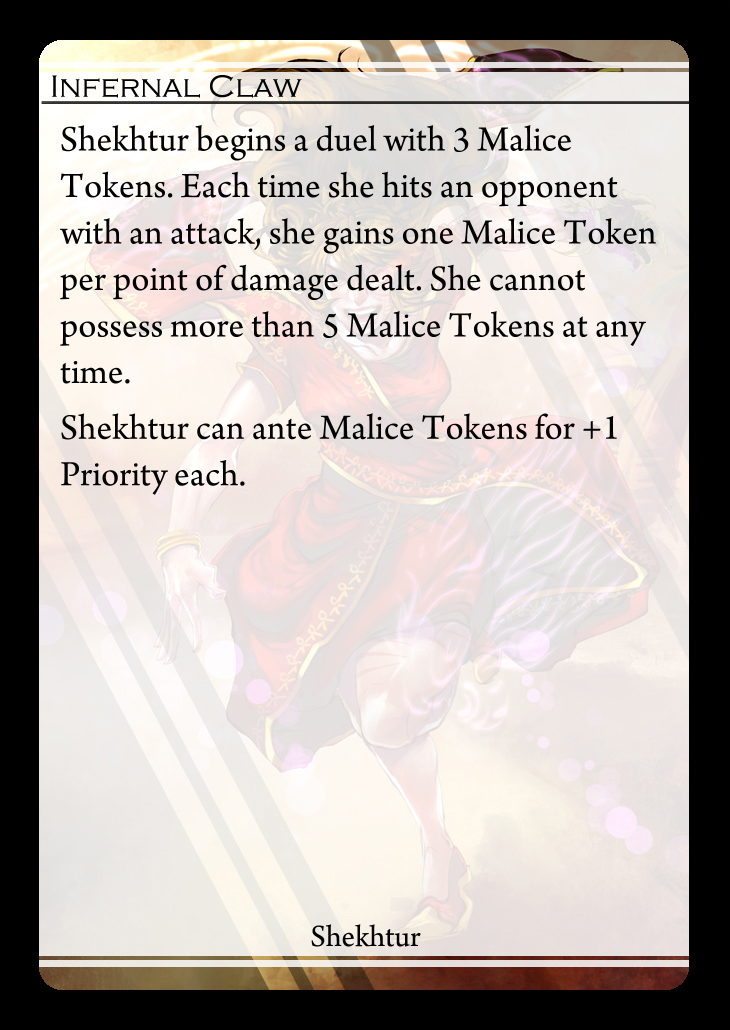 Infernal Claw
Shekhtur begins a duel with 3 Malice
Tokens. Each time she hits an opponent
with an attack, she gains one Malice Token
per point of damage dealt. She cannot
possess more than 5 Malice Tokens at any
time.
Shekhtur can ante Malice Tokens for +1
Priority each.
Shekhtur